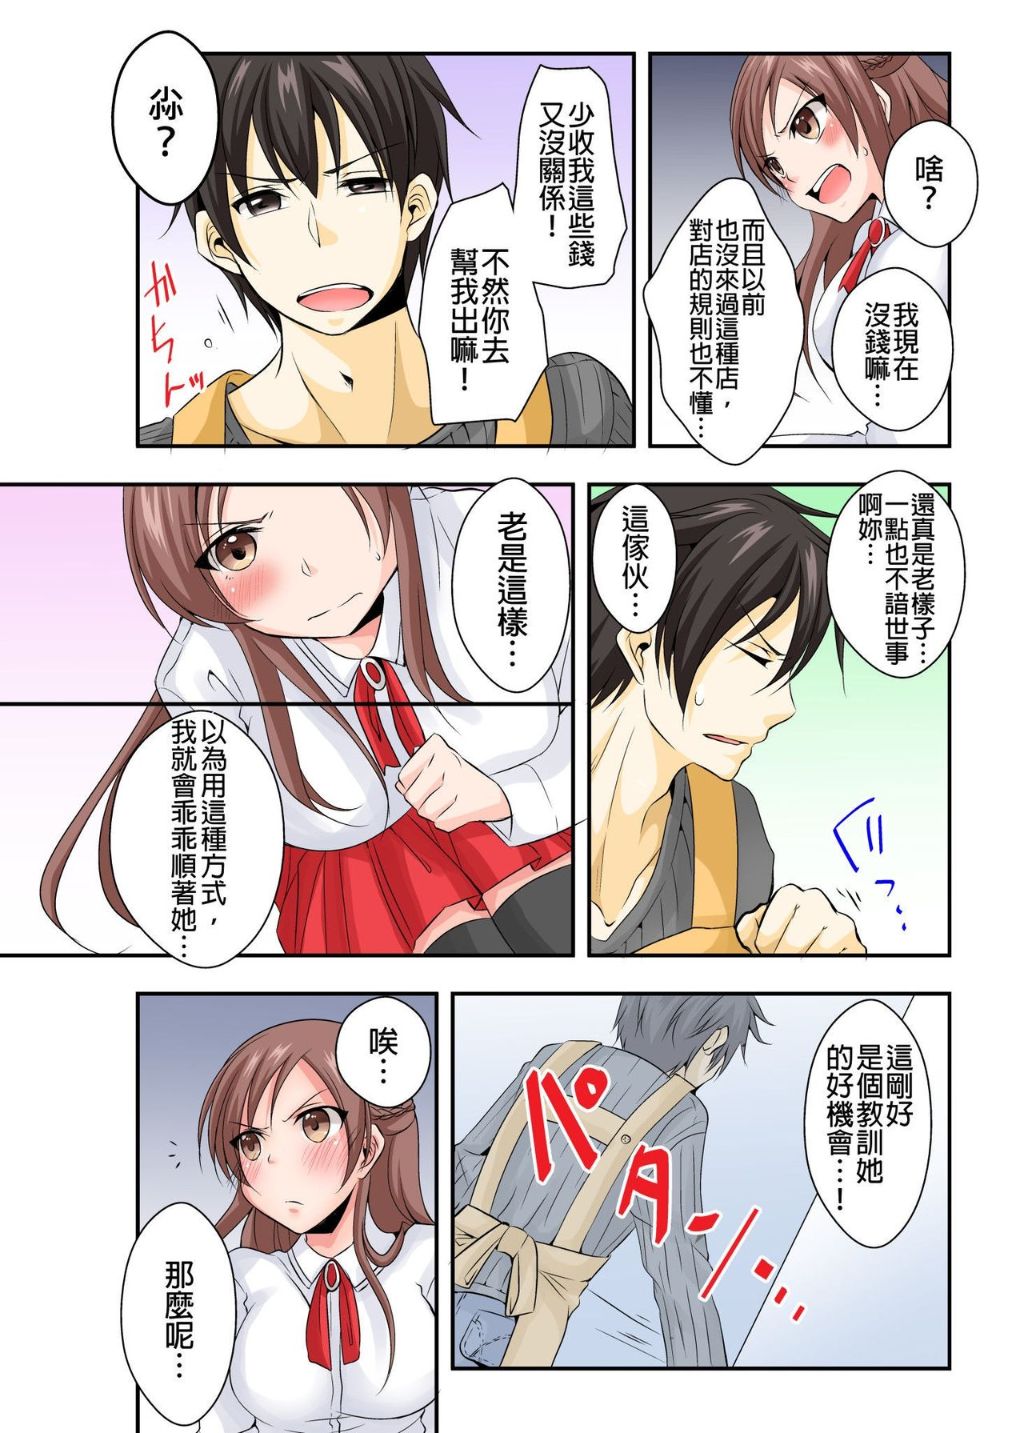 啥？
我現在
沒錢嘛…
而且以前
也沒來過這種店，
對店的規則也不懂…
少收我這些錢
又沒關係！
不然你去
幫我出嘛！
尛？
カチトッ
還真是老樣子…
一點也不諳世事
啊妳…
這傢伙…
老是這樣…
以為用這種方式，
我就會乖乖順著她…
這剛好
是個教訓她
的好機會…！
パタン…
唉…
那麼呢…